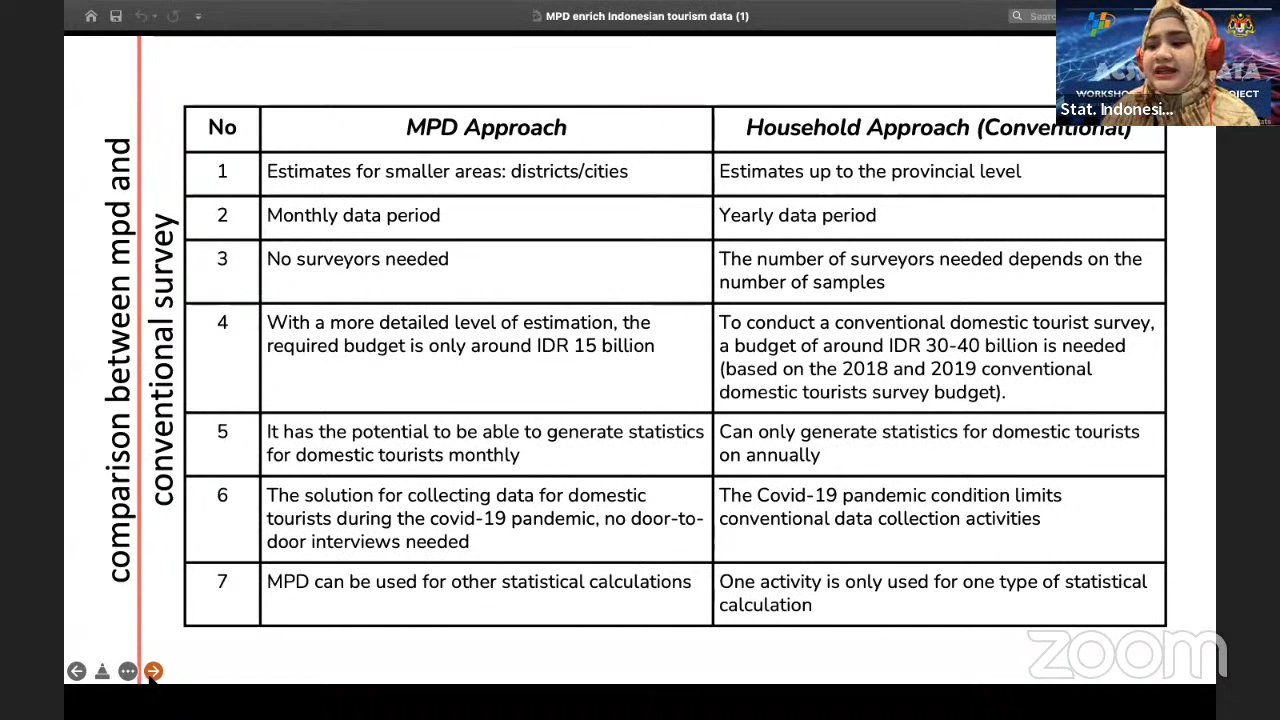 MPD enrich Indonesian tourism data (1)
WORKSHO
OJECT
Stat. Indonesi...
comparison between mpd and
conventional survey
No
MPD Approach
Household Approach (Conventional)
1
Estimates for smaller areas: districts/cities
Estimates up to the provincial level
2
Monthly data period
Yearly data period
3
No surveyors needed
The number of surveyors needed depends on the
number of samples
4
With a more detailed level of estimation, the
required budget is only around IDR 15 billion
To conduct a conventional domestic tourist survey,
a budget of around IDR 30-40 billion is needed
(based on the 2018 and 2019 conventional
domestic tourists survey budget).
5
It has the potential to be able to generate statistics
for domestic tourists monthly
Can only generate statistics for domestic tourists
on annually
6
The solution for collecting data for domestic
tourists during the covid-19 pandemic, no door-to-
door interviews needed
The Covid-19 pandemic condition limits
conventional data collection activities
7
MPD can be used for other statistical calculations
One activity is only used for one type of statistical
calculation
zoom